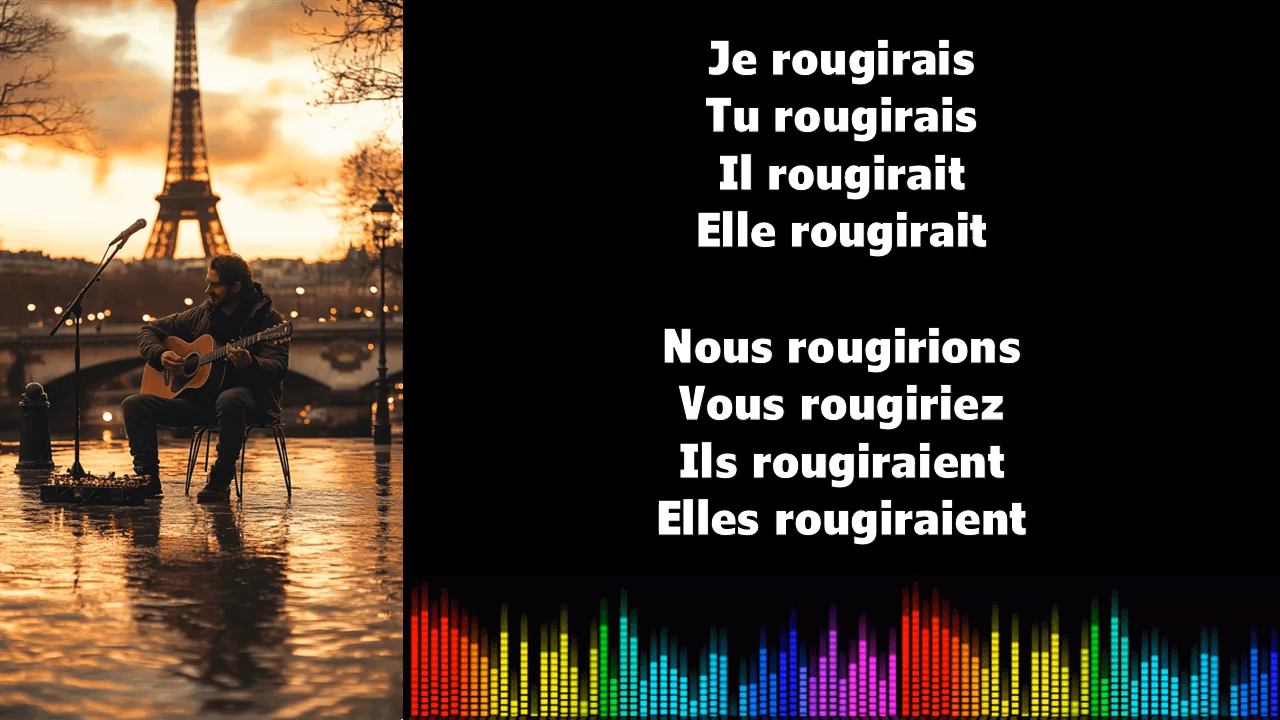 Je rougirais
Tu rougirais
Il rougirait
Elle rougirait
Nous rougirions
Vous rougiriez
Ils rougiraient
Elles rougiraient